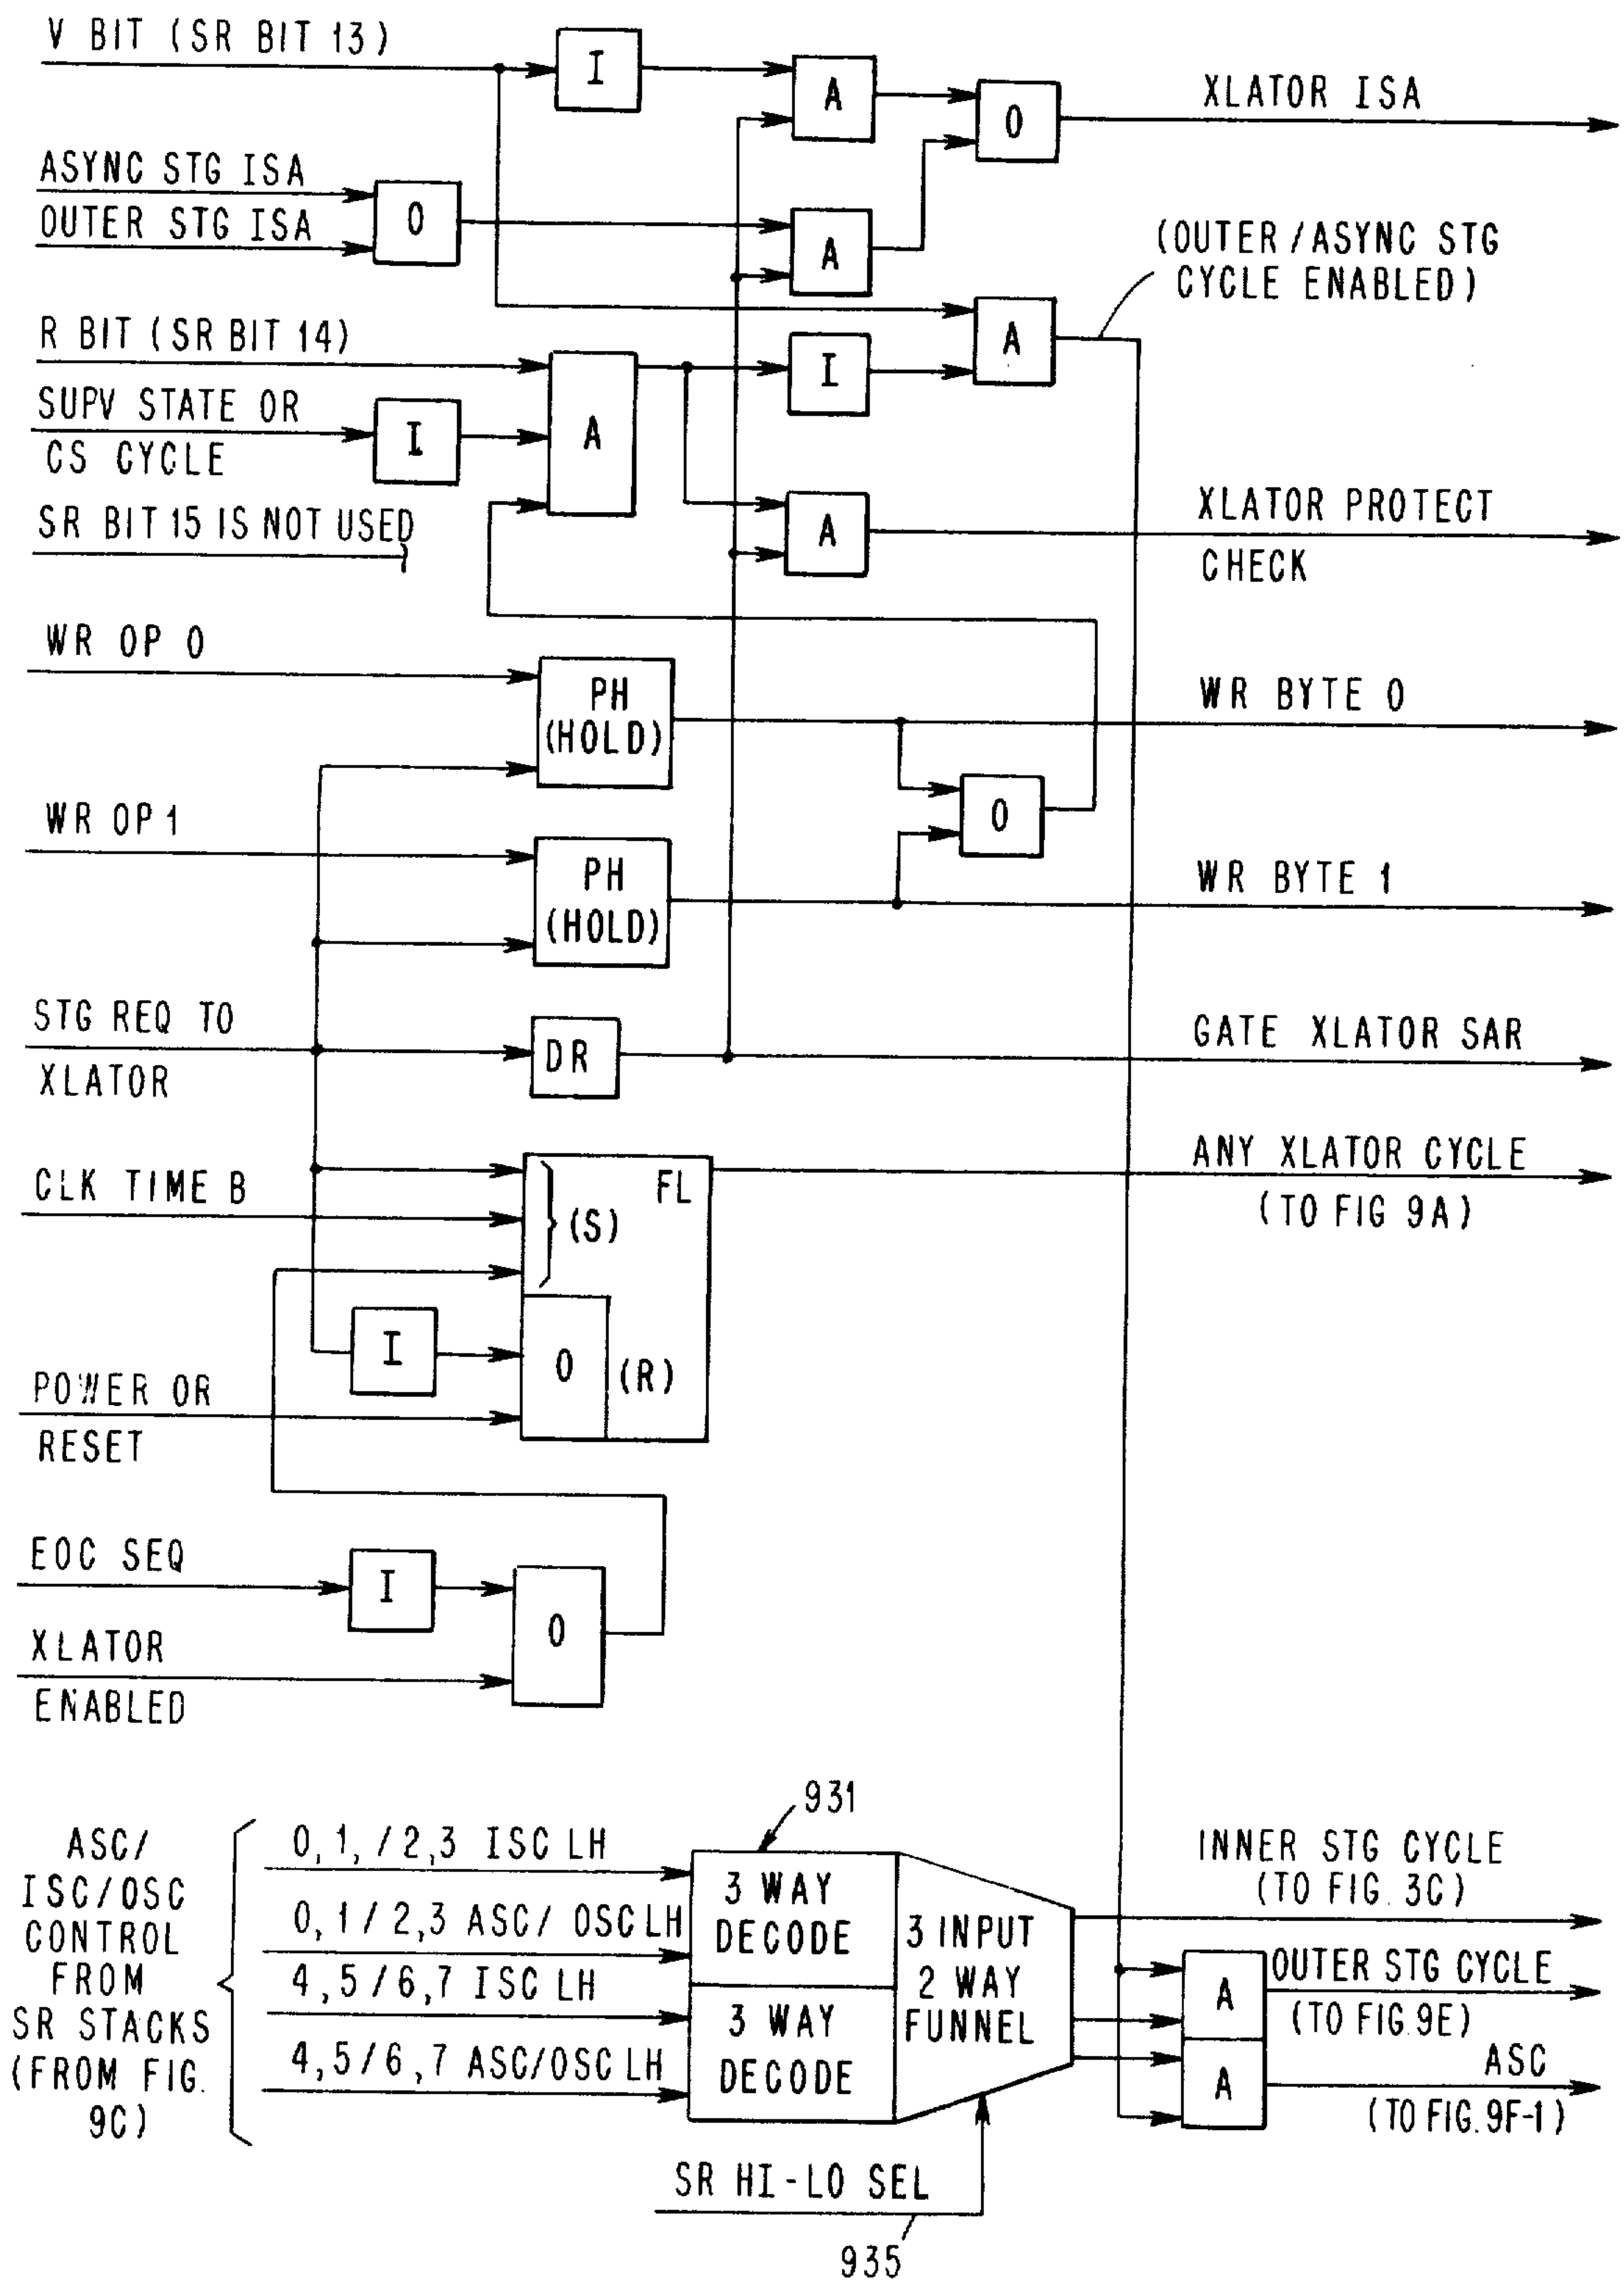 V BIT (SR BIT 13)
I
A
O
XLATOR ISA
ASYNC STG ISA
OUTER STG ISA
O
A
(OUTER/ASYNC STG
CYCLE ENABLED)
R BIT (SR BIT 14)
A
I
A
SUPV STATE OR
CS CYCLE
I
SR BIT 15 IS NOT USED
A
XLATOR PROTECT
CHECK
WR OP 0
PH
(HOLD)
WR BYTE 0
O
WR OP 1
PH
(HOLD)
WR BYTE 1
STG REQ TO
XLATOR
DR
GATE XLATOR SAR
ANY XLATOR CYCLE
(TO FIG 9A)
CLK TIME B
(S)
FL
I
O
(R)
POWER OR
RESET
EOC SEQ
I
O
XLATOR
ENABLED
931
ASC/
ISC/OSC
CONTROL
FROM
SR STACKS
(FROM FIG.
9C)
0, 1, / 2, 3 ISC LH
0, 1 / 2, 3 ASC/ OSC LH
4, 5 / 6, 7 ISC LH
4, 5 / 6, 7 ASC/OSC LH
3 WAY
DECODE
3 WAY
DECODE
3 INPUT
2 WAY
FUNNEL
INNER STG CYCLE
(TO FIG. 3C)
A
OUTER STG CYCLE
(TO FIG. 9E)
A
ASC
(TO FIG. 9F-1)
SR HI-LO SEL
935